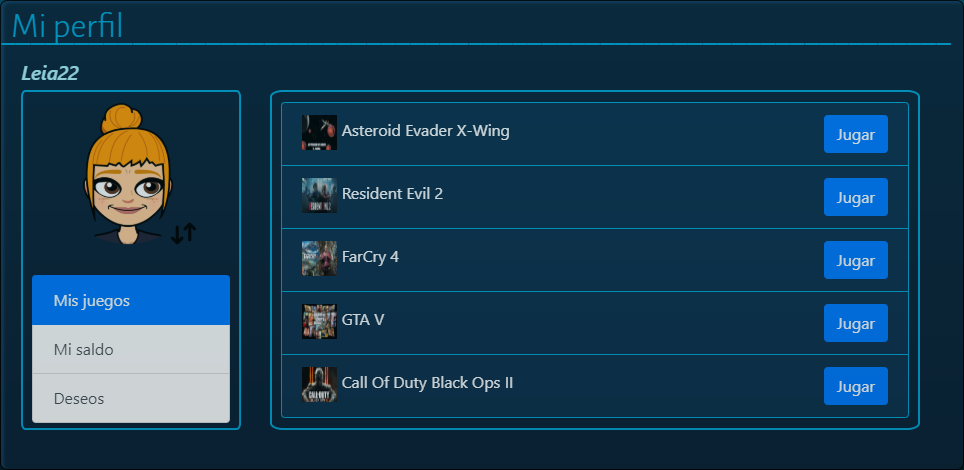 Mi perfil
Leia22
Mis juegos
Mi saldo
Deseos
Asteroid Evader X-Wing
Jugar
Resident Evil 2
Jugar
FarCry 4
Jugar
GTA V
Jugar
Call Of Duty Black Ops II
Jugar